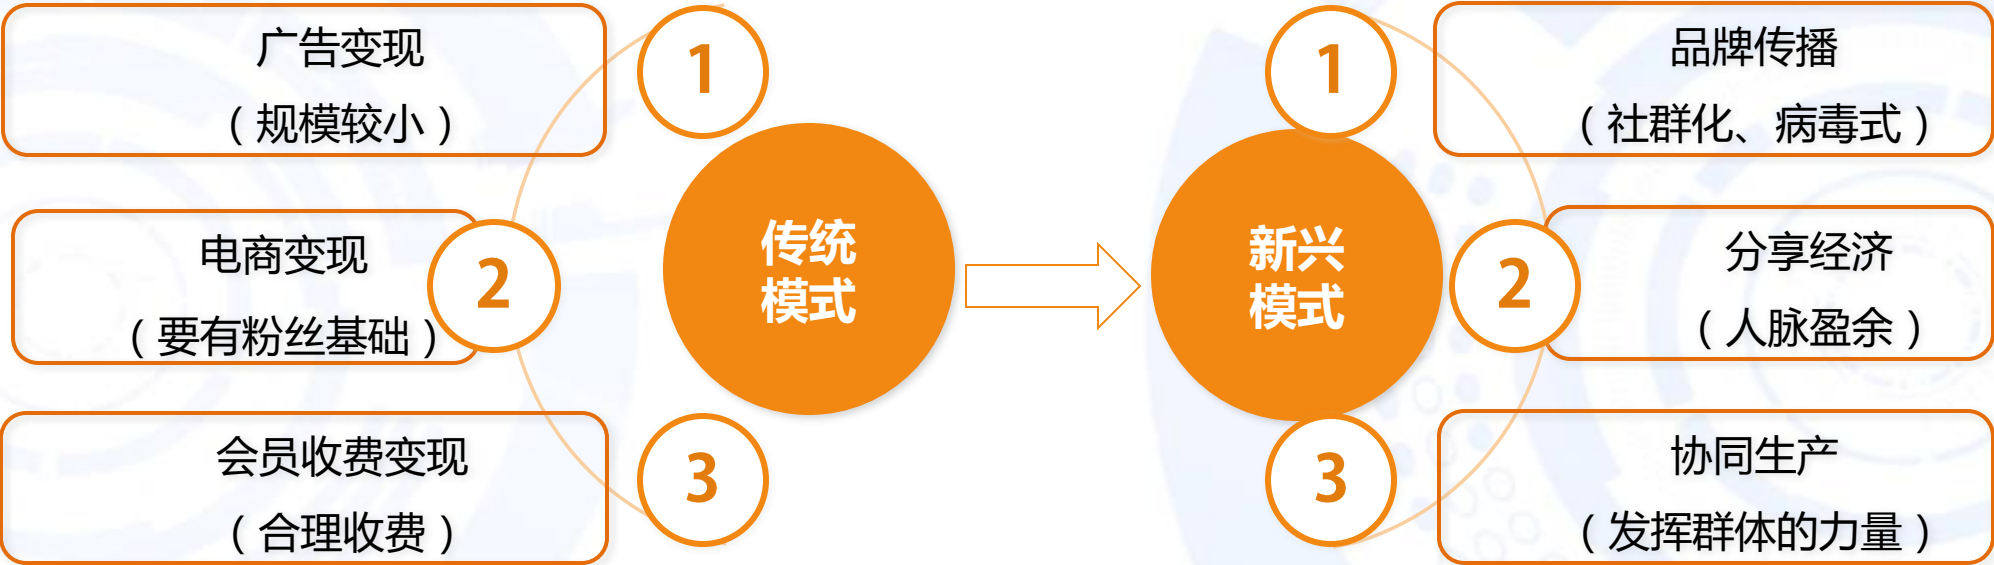 广告变现
（规模较小）
1
电商变现
（要有粉丝基础）
2
会员收费变现
（合理收费）
3
传统
模式
新兴
模式
1
品牌传播
（社群化、病毒式）
2
分享经济
（人脉盈余）
3
协同生产
（发挥群体的力量）